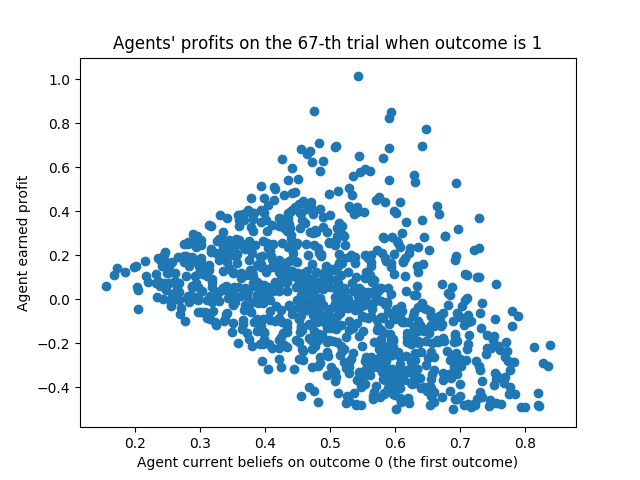 Agents' profits on the 67-th trial when outcome is 1
1.0
0.8
0.6
0.4
0.2
0.0
−0.2
−0.4
Agent earned profit
0.2 0.3 0.4 0.5 0.6 0.7 0.8
Agent current beliefs on outcome 0 (the first outcome)